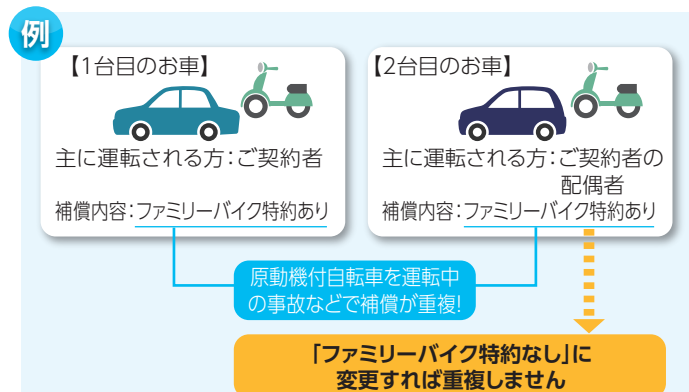 例
【1台目のお車】
主に運転される方：ご契約者
補償内容：ファミリーバイク特約あり
【2台目のお車】
主に運転される方：ご契約者の
配偶者
補償内容：ファミリーバイク特約あり
原動機付自転車を運転中
の事故などで補償が重複!
「ファミリーバイク特約なし」に
変更すれば重複しません